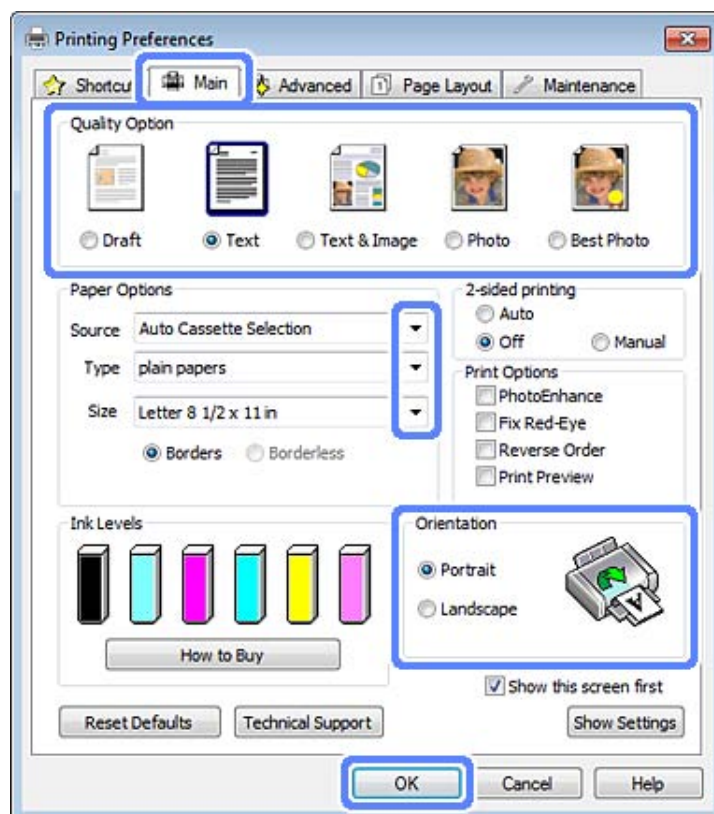 Printing Preferences
Shortcu Main Advanced 1 Page Layout Maintenance
Quality Option
Draft Text Text & Image Photo Best Photo
Paper Options
Source Auto Cassette Selection
Type plain papers
Size Letter 8 1/2 x 11 in
Borders Borderless
2-sided printing
Auto
Off Manual
Print Options
PhotoEnhance
Fix Red-Eye
Reverse Order
Print Preview
Ink Levels
How to Buy
Orientation
Portrait
Landscape
A
Show this screen first
Reset Defaults Technical Support Show Settings
OK Cancel Help